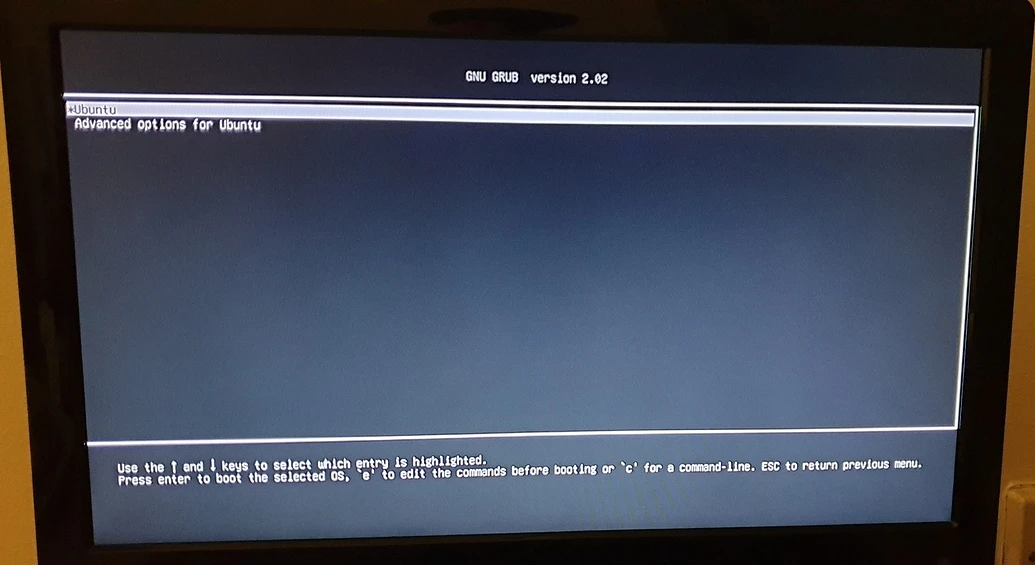 GNU GRUB version 2.02
*Ubuntu
Advanced options for Ubuntu
Use the ↑ and ↓ keys to select which entry is highlighted.
Press enter to boot the selected OS, `e' to edit the commands before booting or `c' for a command-line. ESC to return previous menu.